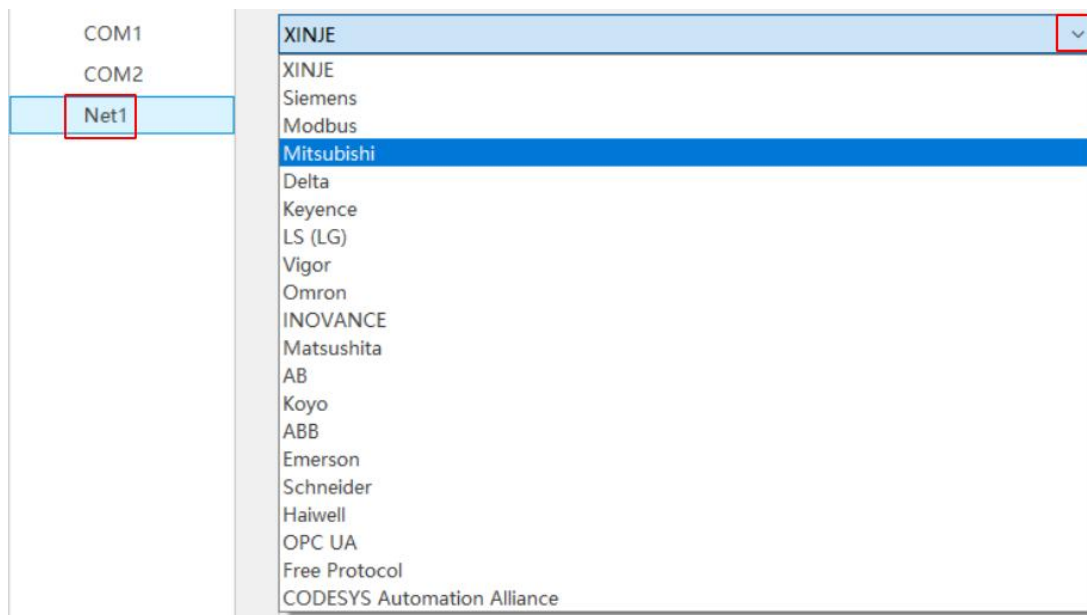 COM1
COM2
Net1
XINJE
XINJE
Siemens
Modbus
Mitsubishi
Delta
Keyence
LS (LG)
Vigor
Omron
INOVANCE
Matsushita
AB
Koyo
ABB
Emerson
Schneider
Haiwell
OPC UA
Free Protocol
CODESYS Automation Alliance